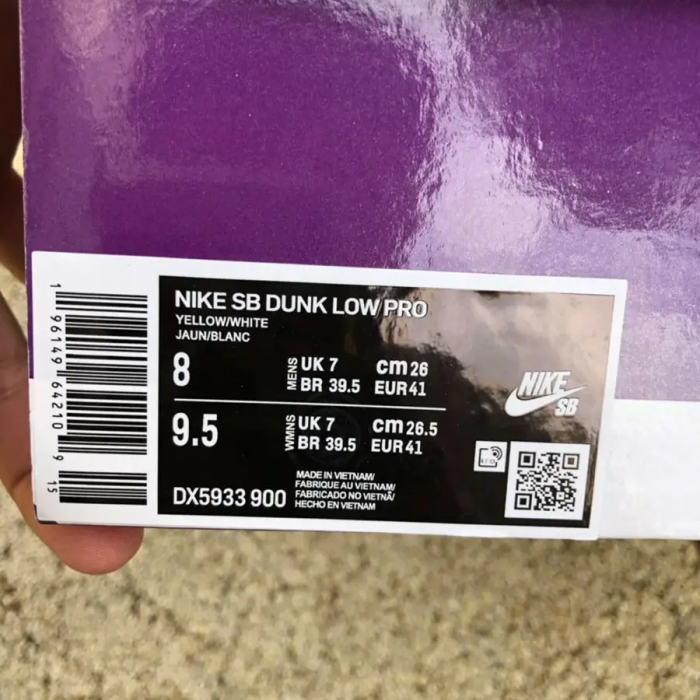 NIKE SB DUNK LOW PRO
YELLOW/WHITE
JAUN/BLANC
8 MENS UK 7 cm 26
BR 39.5 EUR 41
9.5 WMNS UK 7 cm 26.5
BR 39.5 EUR 41
MADE IN VIETNAM/
FABRIQUE AU VIETNAM/
FABRICADO NO VIETNÃ/
HECHO EN VIETNAM
DX5933 900
NIKE
SB
1 96149 64210 9
15